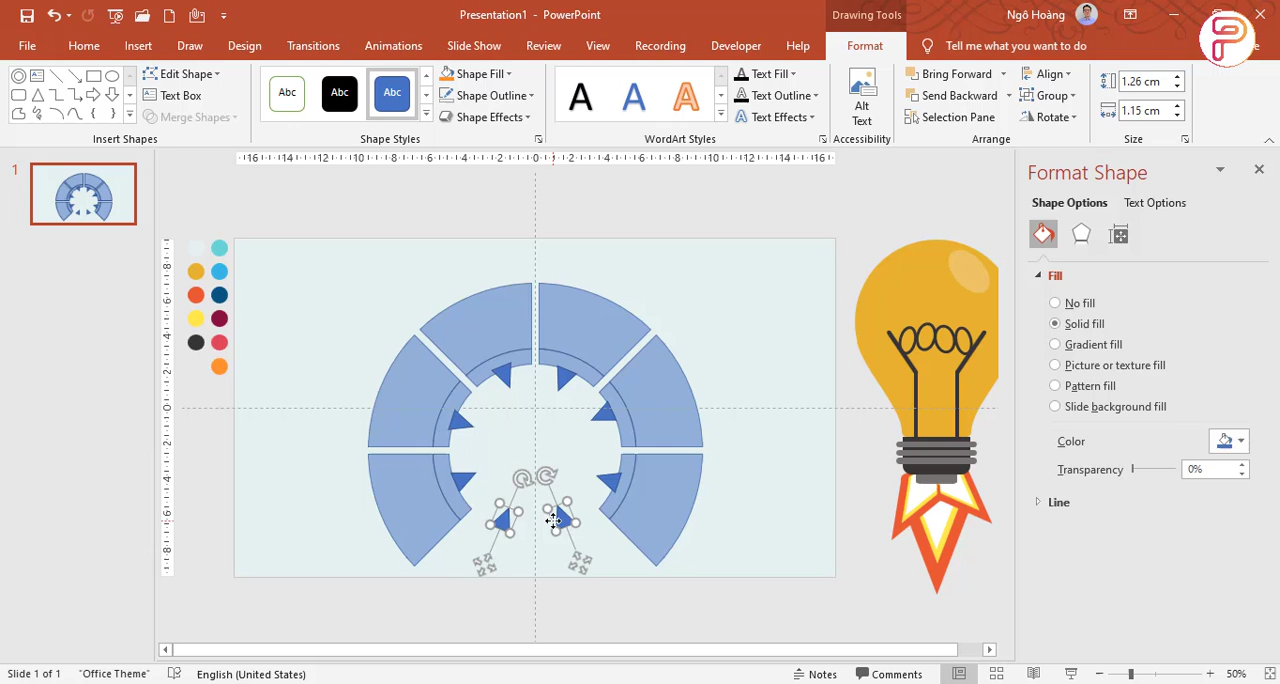 Presentation1 - PowerPoint
Drawing Tools
Ngô Hoàng
File Home Insert Draw Design Transitions Animations Slide Show Review View Recording Developer Help Format Tell me what you want to do
Edit Shape
Text Box
Merge Shapes
Insert Shapes
Abc Abc Abc
Shape Fill
Shape Outline
Shape Effects
Shape Styles
A A A
Text Fill
Text Outline
Text Effects
WordArt Styles
Alt
Text
Accessibility
Bring Forward
Send Backward
Selection Pane
Align
Group
Rotate
Arrange
1.26 cm
1.15 cm
Size
1
Format Shape
Shape Options Text Options
Fill
No fill
Solid fill
Gradient fill
Picture or texture fill
Pattern fill
Slide background fill
Color
Transparency 0%
Line
Slide 1 of 1 "Office Theme" English (United States) Notes Comments 50%